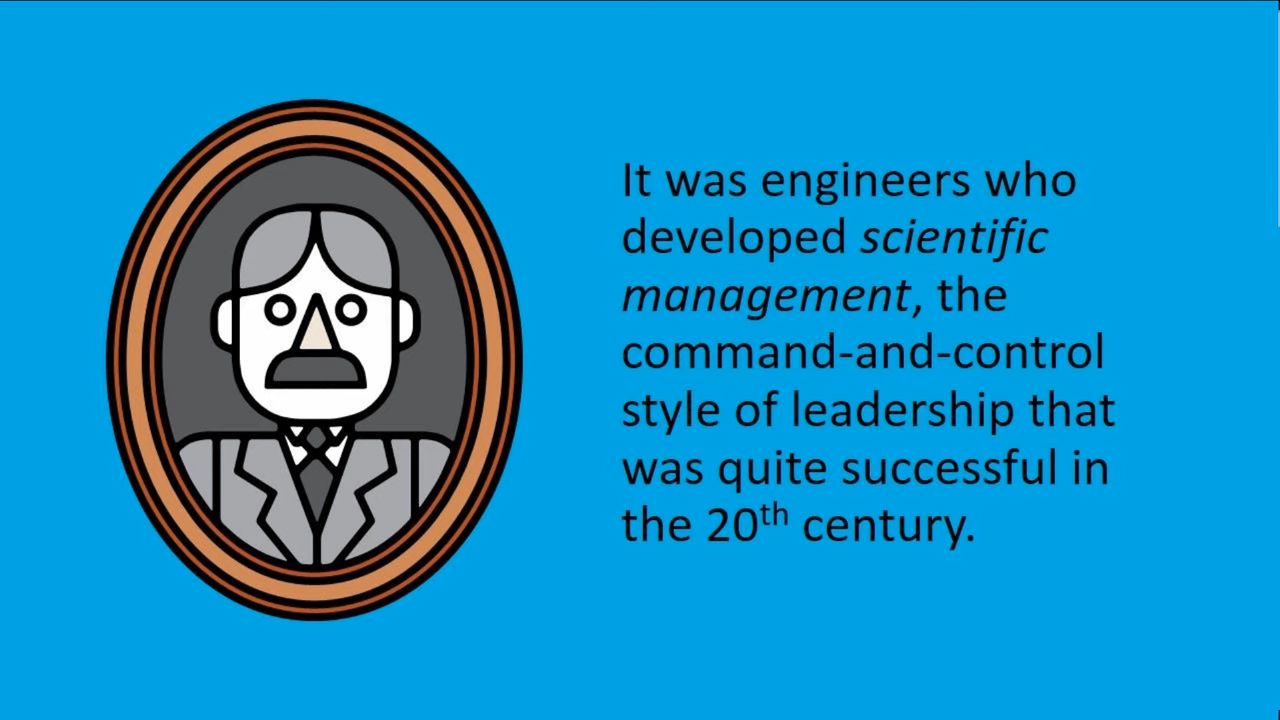 It was engineers who
developed scientific
management, the
command-and-control
style of leadership that
was quite successful in
the 20th century.